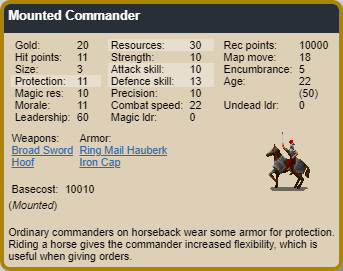 Mounted Commander
Gold: 20 Resources: 30 Rec points: 10000
Hit points: 11 Strength: 10 Map move: 18
Size: 3 Attack skill: 10 Encumbrance: 5
Protection: 11 Defence skill: 13 Age: 22
Magic res: 10 Precision: 10 (50)
Morale: 11 Combat speed: 22 Undead ldr: 0
Leadership: 60 Magic ldr: 0
Weapons: Armor:
Broad Sword Ring Mail Hauberk
Hoof Iron Cap
Basecost: 10010
(Mounted)
Ordinary commanders on horseback wear some armor for protection.
Riding a horse gives the commander increased flexibility, which is
useful when giving orders.